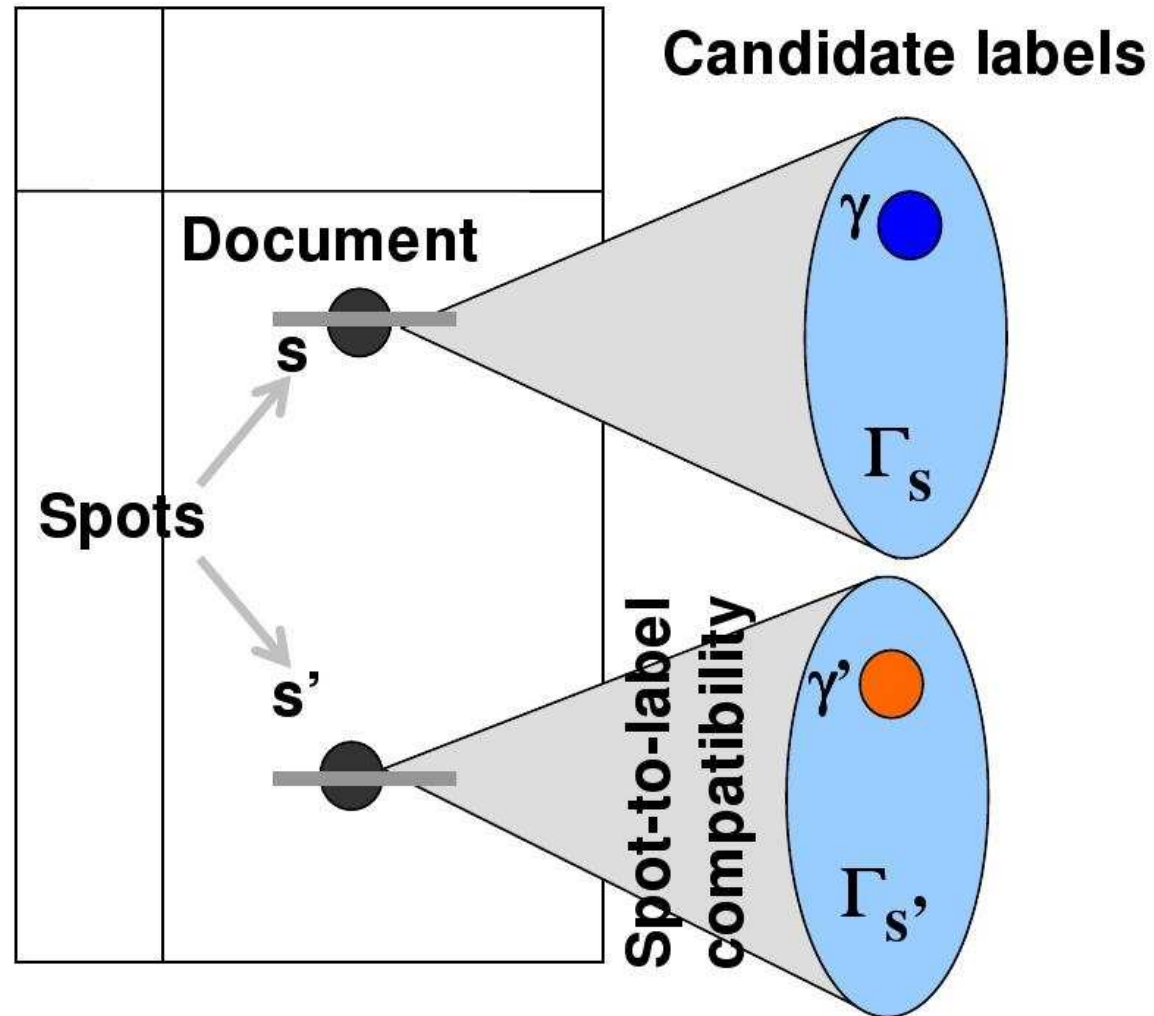 Candidate labels
Document
γ
s
Γs
Spots
Spot-to-label
compatibility
s’
γ’
Γs’